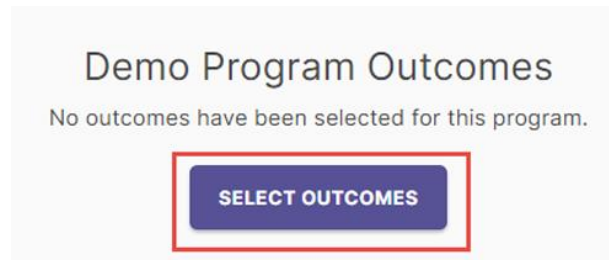 Demo Program Outcomes
No outcomes have been selected for this program.
SELECT OUTCOMES